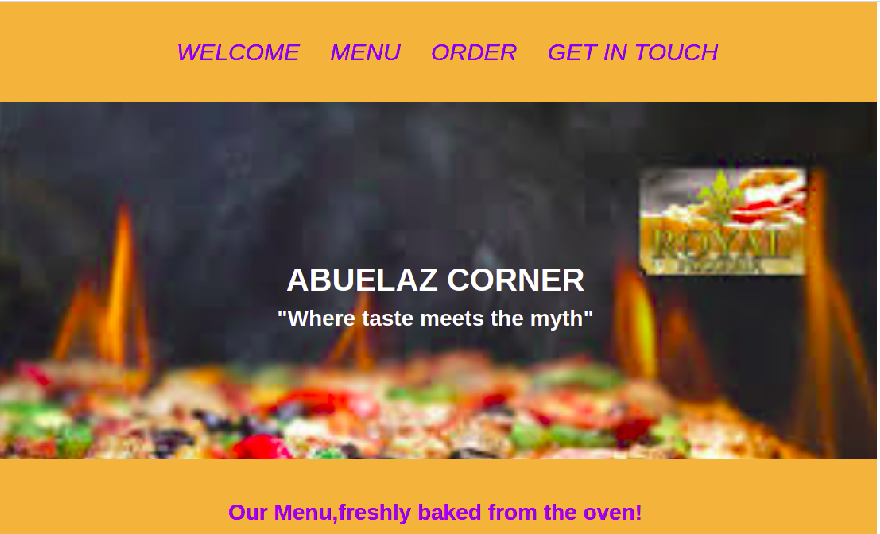 WELCOME MENU ORDER GET IN TOUCH
ROYAL
ABUELAZ CORNER
"Where taste meets the myth"
Our Menu,freshly baked from the oven!